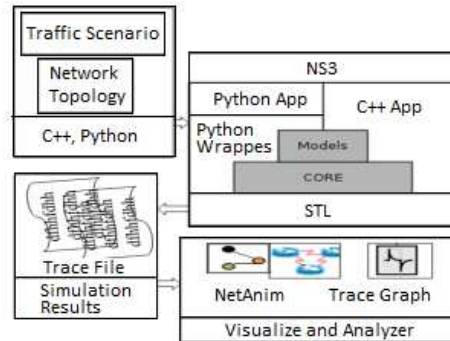 Traffic Scenario
Network
Topology
C++, Python
NS3
Python App
C++ App
Python
Wrappes
Models
CORE
STL
Trace File
Simulation
Results
NetAnim
Trace Graph
Visualize and Analyzer